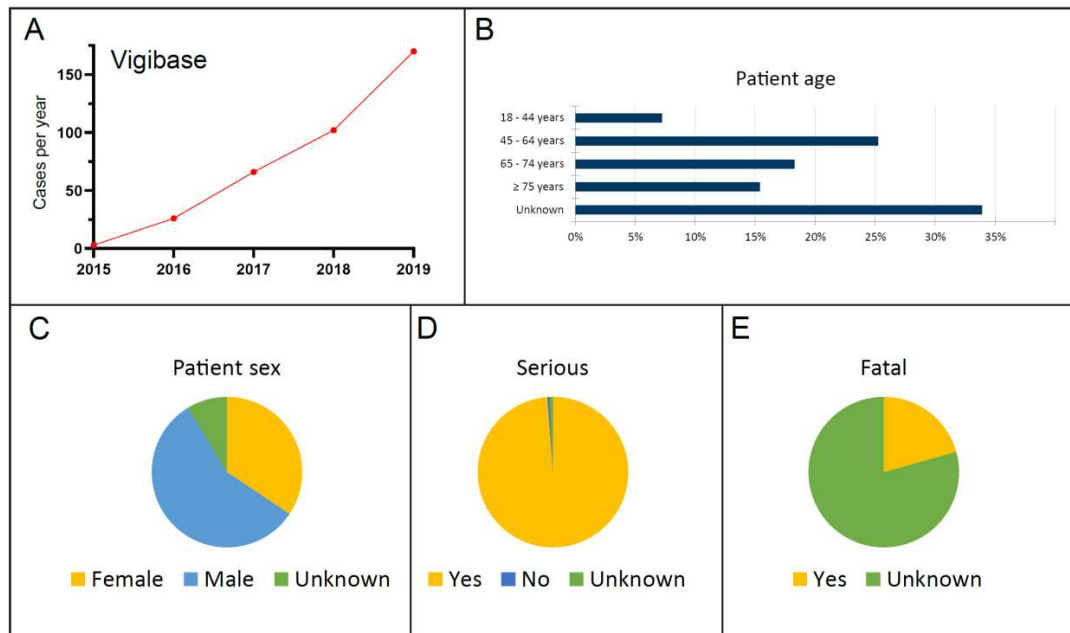 A
Vigibase
Cases per year
150
100
50
0
2015 2016 2017 2018 2019
B
Patient age
18 - 44 years
45 - 64 years
65 - 74 years
≥ 75 years
Unknown
0% 5% 10% 15% 20% 25% 30% 35%
C
Patient sex
Female Male Unknown
D
Serious
Yes No Unknown
E
Fatal
Yes Unknown